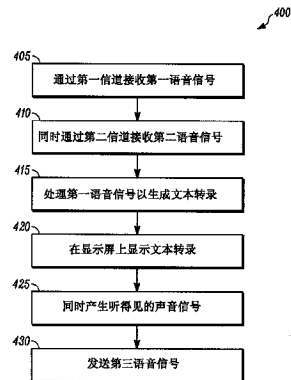 400
405
通过第一信道接收第一语音信号
410
同时通过第二信道接收第二语音信号
415
处理第一语音信号以生成文本转录
420
在显示屏上显示文本转录
425
同时产生听得见的声音信号
430
发送第三语音信号